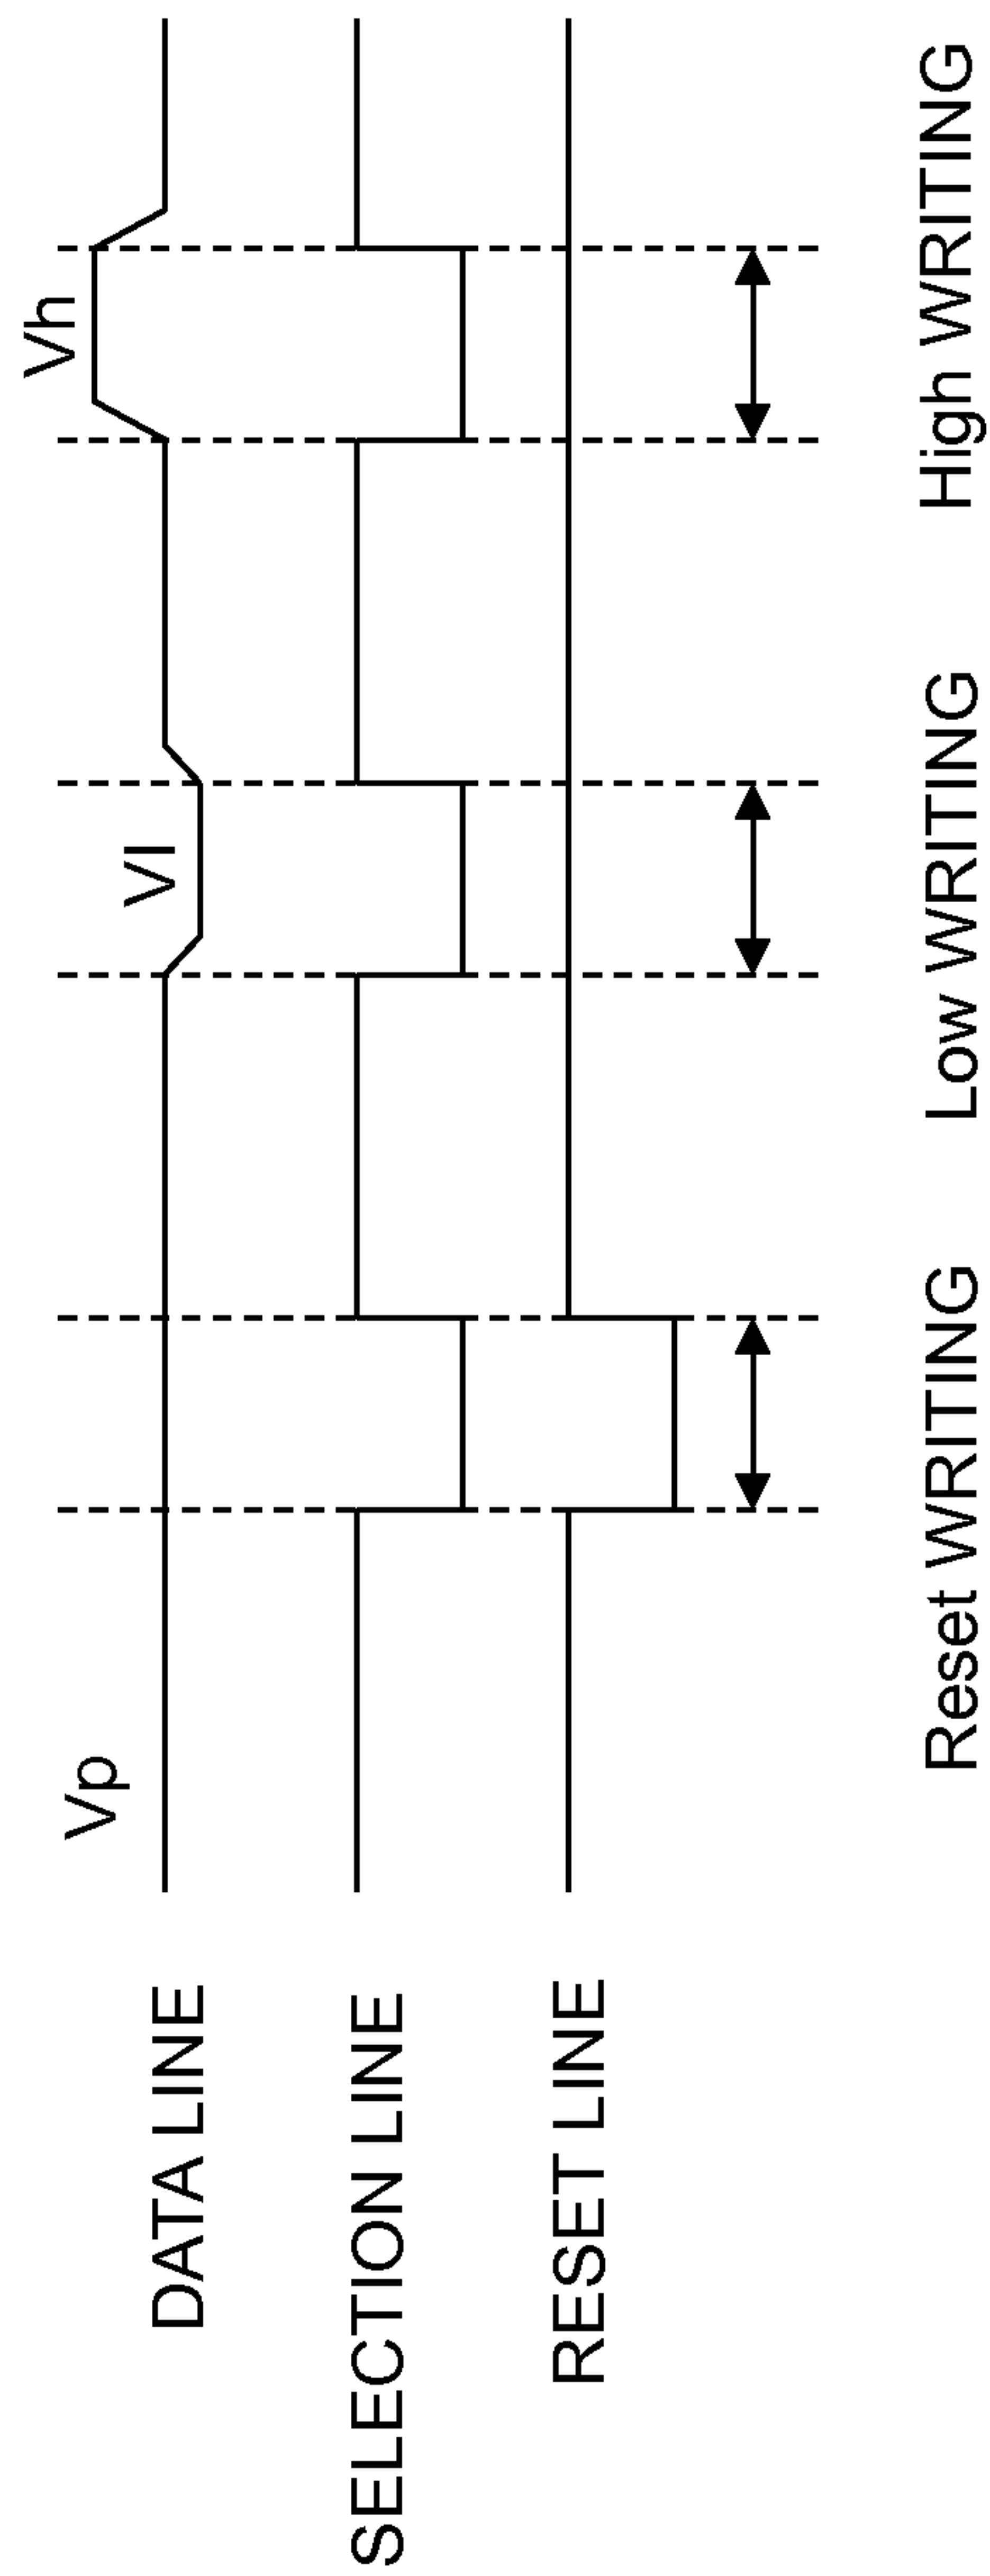 Vp
Vl
Vh
DATA LINE
SELECTION LINE
RESET LINE
Reset WRITING
Low WRITING
High WRITING